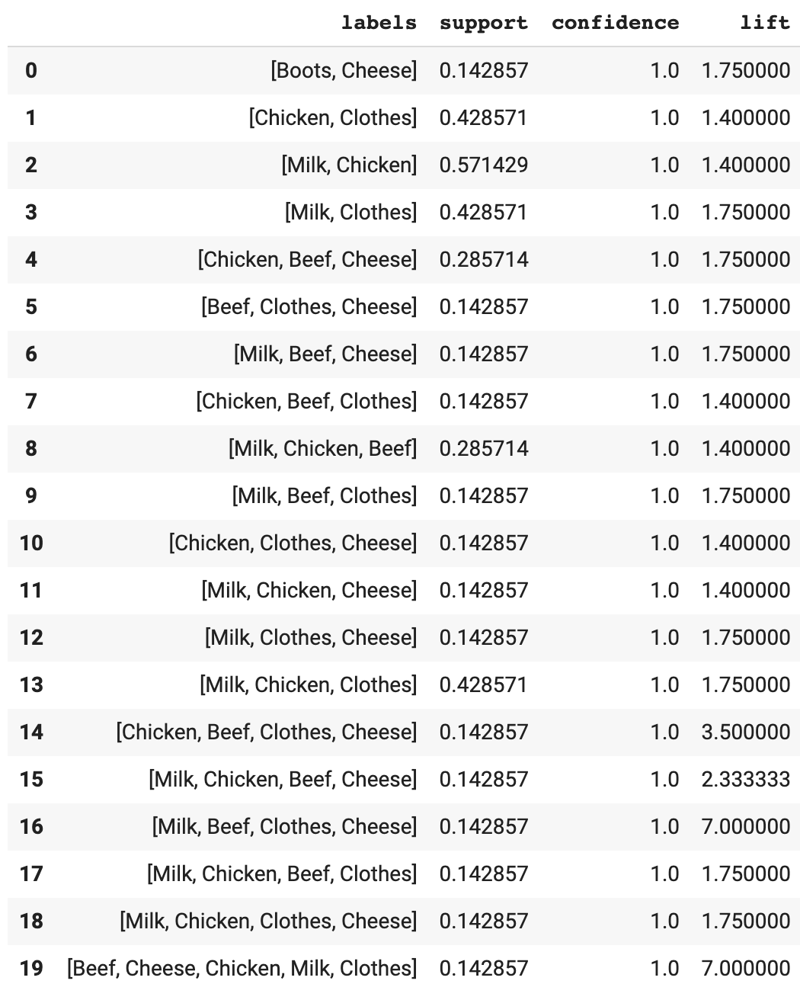 labels support confidence lift
0 [Boots, Cheese] 0.142857 1.0 1.750000
1 [Chicken, Clothes] 0.428571 1.0 1.400000
2 [Milk, Chicken] 0.571429 1.0 1.400000
3 [Milk, Clothes] 0.428571 1.0 1.750000
4 [Chicken, Beef, Cheese] 0.285714 1.0 1.750000
5 [Beef, Clothes, Cheese] 0.142857 1.0 1.750000
6 [Milk, Beef, Cheese] 0.142857 1.0 1.750000
7 [Chicken, Beef, Clothes] 0.142857 1.0 1.400000
8 [Milk, Chicken, Beef] 0.285714 1.0 1.400000
9 [Milk, Beef, Clothes] 0.142857 1.0 1.750000
10 [Chicken, Clothes, Cheese] 0.142857 1.0 1.400000
11 [Milk, Chicken, Cheese] 0.142857 1.0 1.400000
12 [Milk, Clothes, Cheese] 0.142857 1.0 1.750000
13 [Milk, Chicken, Clothes] 0.428571 1.0 1.750000
14 [Chicken, Beef, Clothes, Cheese] 0.142857 1.0 3.500000
15 [Milk, Chicken, Beef, Cheese] 0.142857 1.0 2.333333
16 [Milk, Beef, Clothes, Cheese] 0.142857 1.0 7.000000
17 [Milk, Chicken, Beef, Clothes] 0.142857 1.0 1.750000
18 [Milk, Chicken, Clothes, Cheese] 0.142857 1.0 1.750000
19 [Beef, Cheese, Chicken, Milk, Clothes] 0.142857 1.0 7.000000